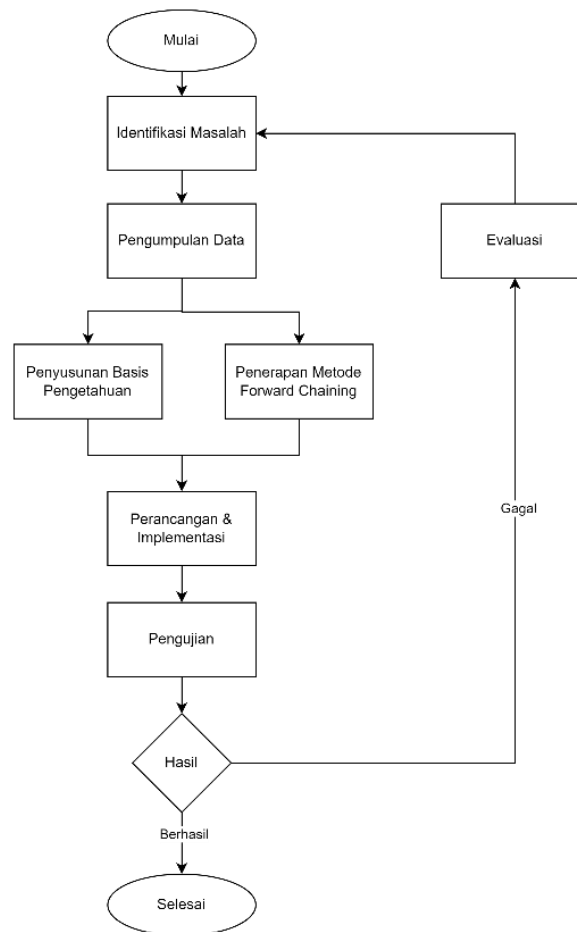 Mulai
Identifikasi Masalah
Pengumpulan Data
Evaluasi
Penyusunan Basis
Pengetahuan
Penerapan Metode
Forward Chaining
Perancangan &
Implementasi
Gagal
Pengujian
Hasil
Berhasil
Selesai